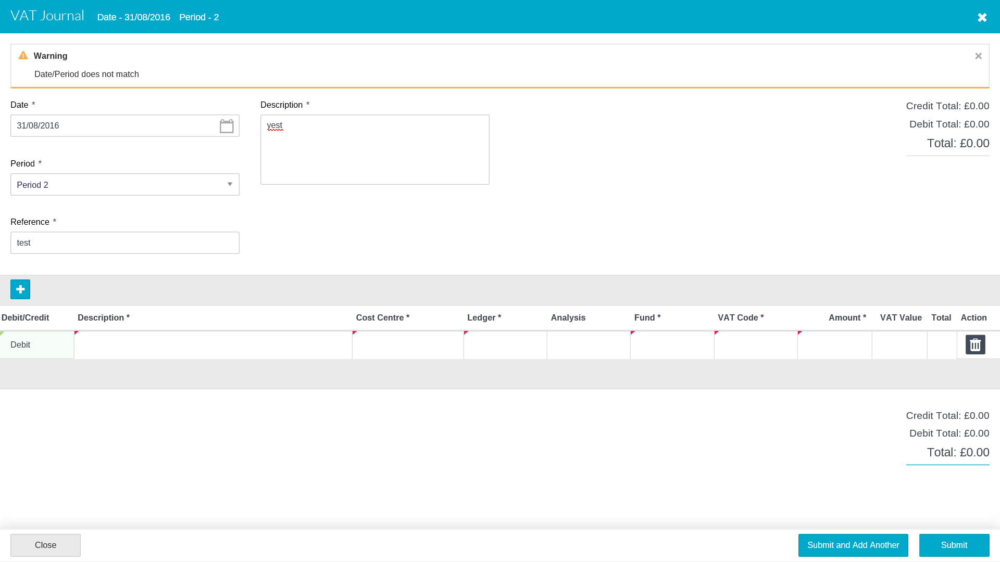 VAT Journal Date - 31/08/2016 Period - 2
Warning
Date/Period does not match
Date *
31/08/2016
Description *
yest
Credit Total: £0.00
Debit Total: £0.00
Total: £0.00
Period *
Period 2
Reference *
test
Debit/Credit Description * Cost Centre * Ledger * Analysis Fund * VAT Code * Amount * VAT Value Total Action
Debit
Credit Total: £0.00
Debit Total: £0.00
Total: £0.00
Close Submit and Add Another Submit